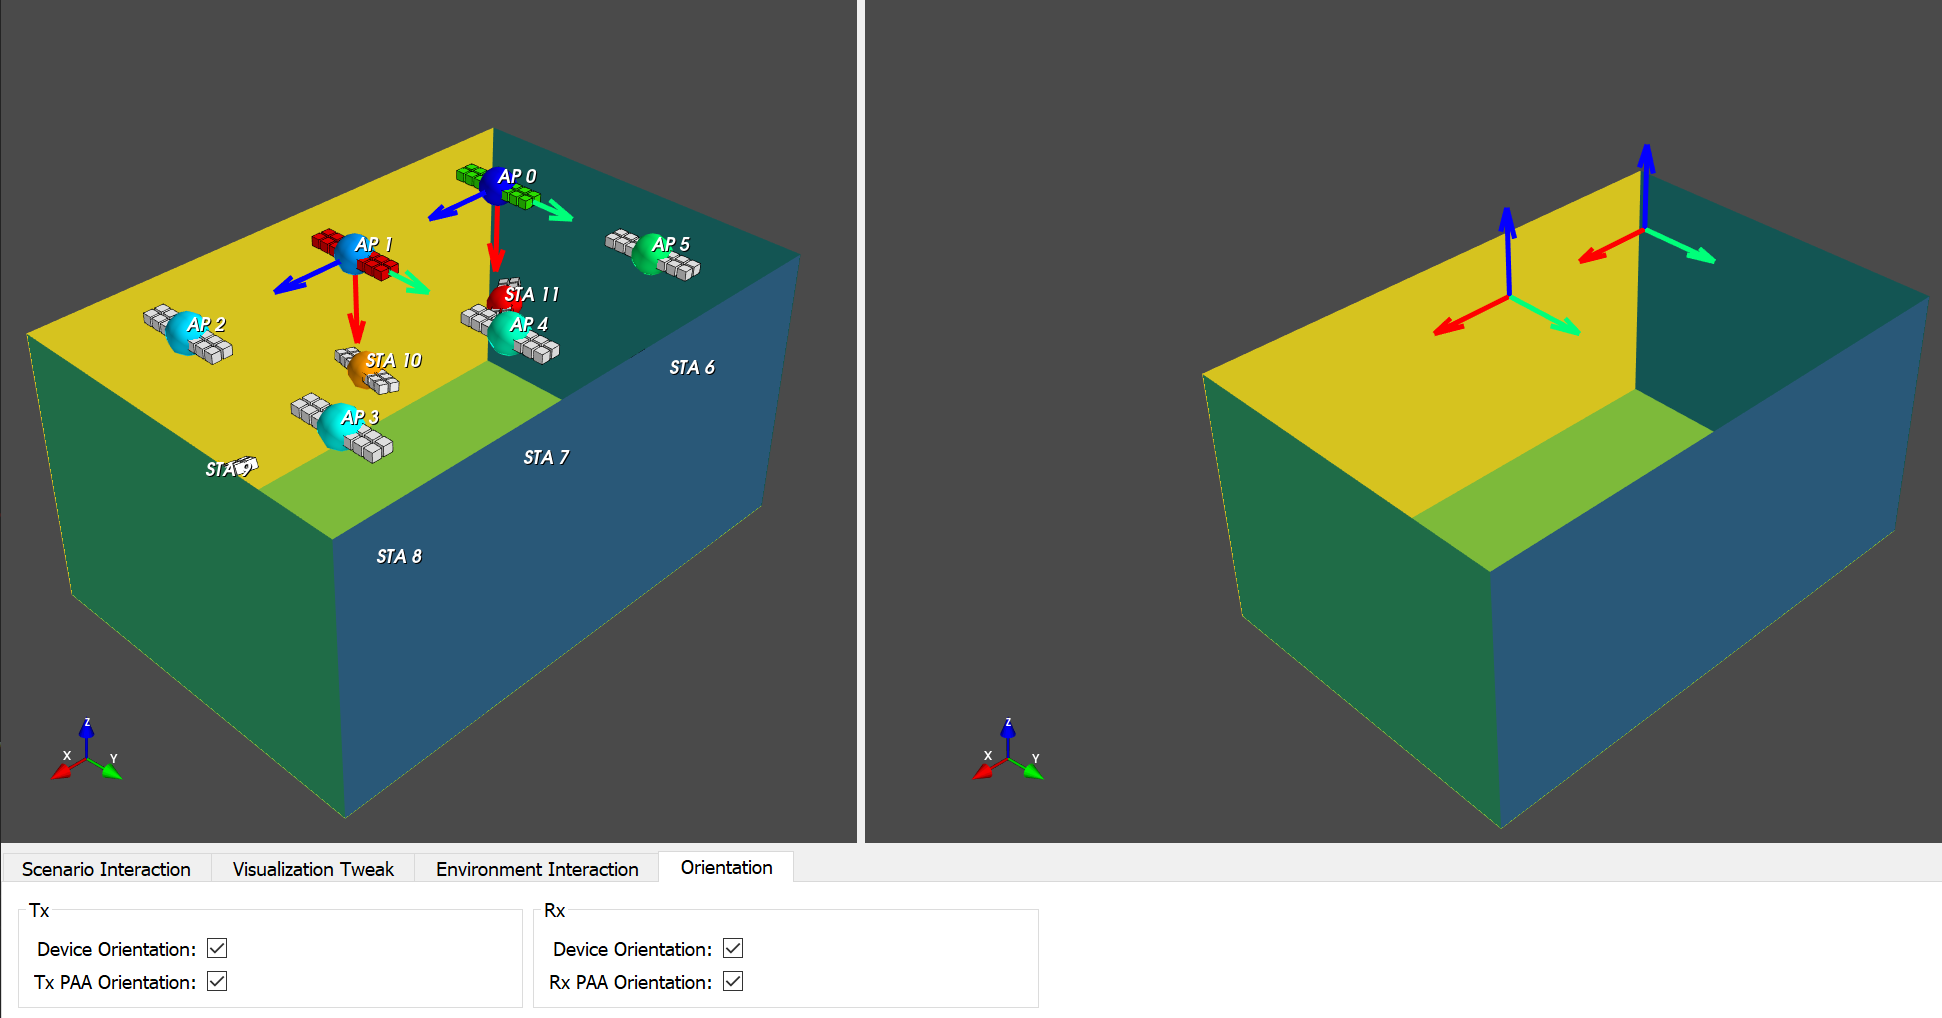 AP 0
AP 1
AP 5
STA 11
AP 2
AP 4
STA 10
STA 6
AP 3
STA 9
STA 7
STA 8
Z
X
Y
Z
X
Y
Scenario Interaction
Visualization Tweak
Environment Interaction
Orientation
Tx
Device Orientation:
Tx PAA Orientation:
Rx
Device Orientation:
Rx PAA Orientation: